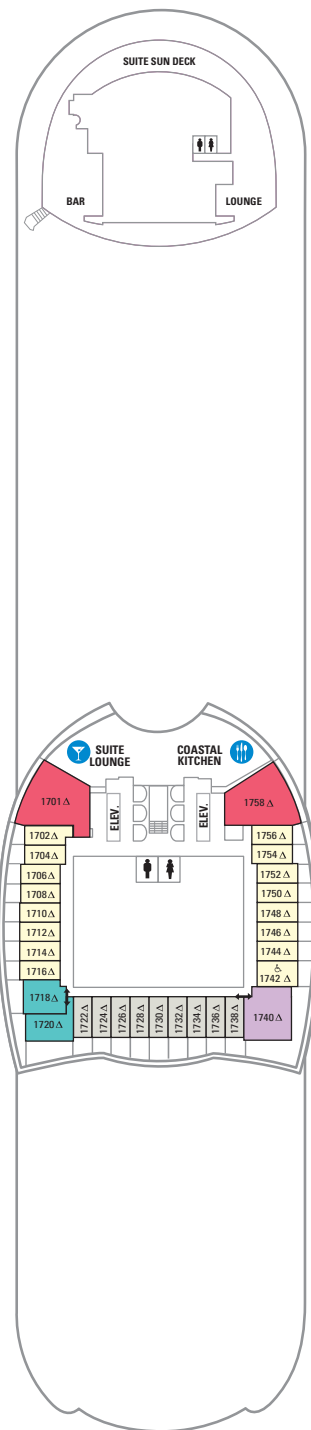 SUITE SUN DECK
BAR
LOUNGE
SUITE
LOUNGE
COASTAL
KITCHEN
ELEV.
ELEV.
1701 Δ
1758 Δ
1702 Δ
1756 Δ
1704 Δ
1754 Δ
1706 Δ
1752 Δ
1708 Δ
1750 Δ
1710 Δ
1748 Δ
1712 Δ
1746 Δ
1714 Δ
1744 Δ
1716 Δ
1742 Δ
1718 Δ
1720 Δ
1722 Δ
1724 Δ
1726 Δ
1728 Δ
1730 Δ
1732 Δ
1734 Δ
1736 Δ
1738 Δ
1740 Δ